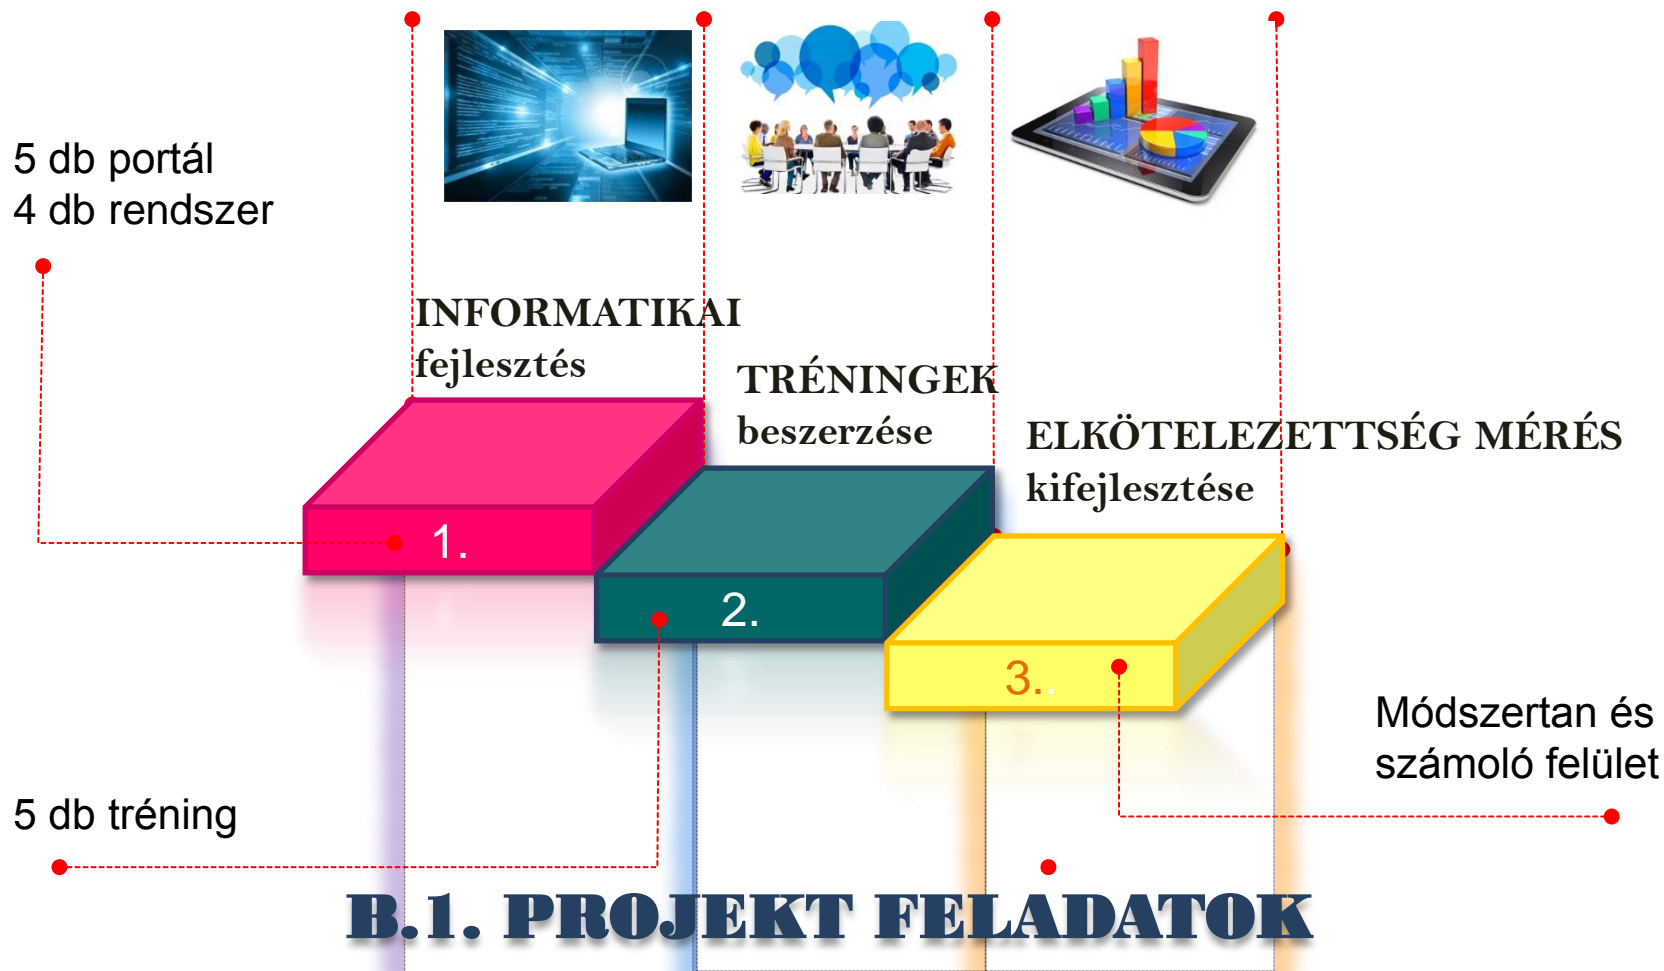 5 db portál
4 db rendszer
INFORMATIKAI
fejlesztés
TRÉNINGEK
beszerzése
ELKÖTELEZETTSÉG MÉRÉS
kifejlesztése
1.
2.
3..
Módszertan és
számoló felület
5 db tréning
B.1. PROJEKT FELADATOK